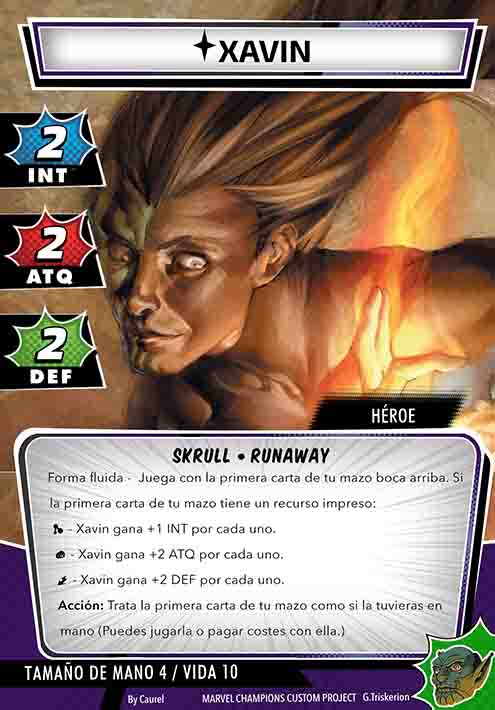 XAVIN
2
INT
2
ATQ
2
DEF
HÉROE
SKRULL • RUNAWAY
Forma fluida - Juega con la primera carta de tu mazo boca arriba. Si
la primera carta de tu mazo tiene un recurso impreso:
- Xavin gana +1 INT por cada uno.
- Xavin gana +2 ATQ por cada uno.
- Xavin gana +2 DEF por cada uno.
Acción: Trata la primera carta de tu mazo como si la tuvieras en
mano (Puedes jugarla o pagar costes con ella.)
TAMAÑO DE MANO 4 / VIDA 10
By Caurel MARVEL CHAMPIONS CUSTOM PROJECT G.Triskerion